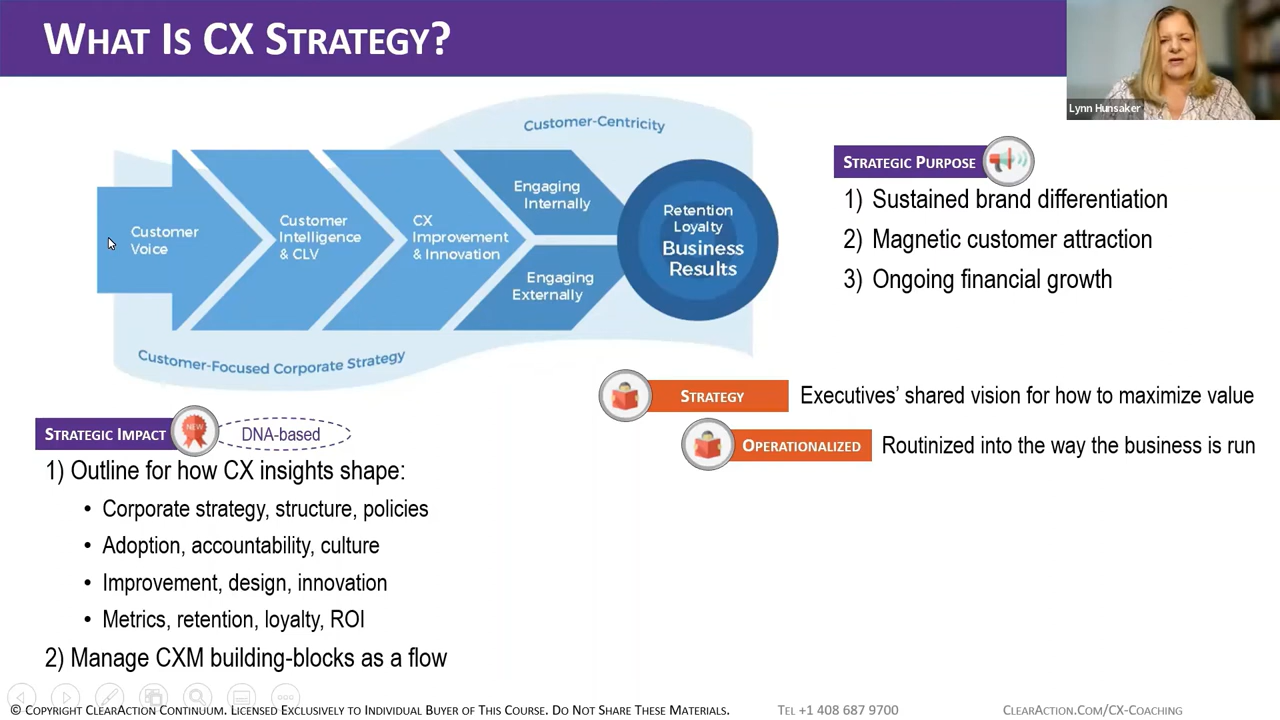 WHAT IS CX STRATEGY?
Lynn Hunsaker
Customer-Centricity
Customer
Voice
Customer
Intelligence
& CLV
CX
Improvement
& Innovation
Engaging
Internally
Engaging
Externally
Retention
Loyalty
Business
Results
Customer-Focused Corporate Strategy
STRATEGIC PURPOSE
1) Sustained brand differentiation
2) Magnetic customer attraction
3) Ongoing financial growth
STRATEGY
Executives’ shared vision for how to maximize value
OPERATIONALIZED
Routinized into the way the business is run
STRATEGIC IMPACT
NEW
DNA-based
1) Outline for how CX insights shape:
• Corporate strategy, structure, policies
• Adoption, accountability, culture
• Improvement, design, innovation
• Metrics, retention, loyalty, ROI
2) Manage CXM building-blocks as a flow
© COPYRIGHT CLEARACTION CONTINUUM. LICENSED EXCLUSIVELY TO INDIVIDUAL BUYER OF THIS COURSE. DO NOT SHARE THESE MATERIALS.
TEL +1 408 687 9700
CLEARACTION.COM/CX-COACHING